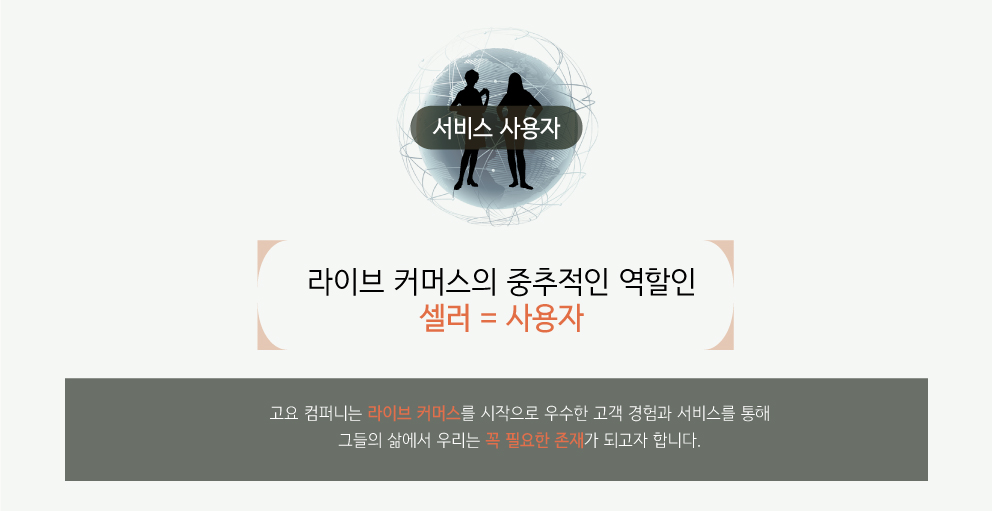 서비스 사용자
라이브 커머스의 중추적인 역할인
셀러 = 사용자
고요 컴퍼니는 라이브 커머스를 시작으로 우수한 고객 경험과 서비스를 통해
그들의 삶에서 우리는 꼭 필요한 존재가 되고자 합니다.